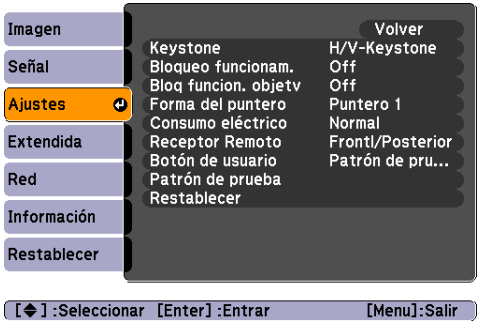 Imagen
Señal
Ajustes
Extendida
Red
Información
Restablecer
Volver
Keystone H/V-Keystone
Bloqueo funcionam. Off
Bloq funcion. objetv Off
Forma del puntero Puntero 1
Consumo eléctrico Normal
Receptor Remoto Frontl/Posterior
Botón de usuario Patrón de pru...
Patrón de prueba
Restablecer
[ ] :Seleccionar [Enter] :Entrar [Menu]:Salir